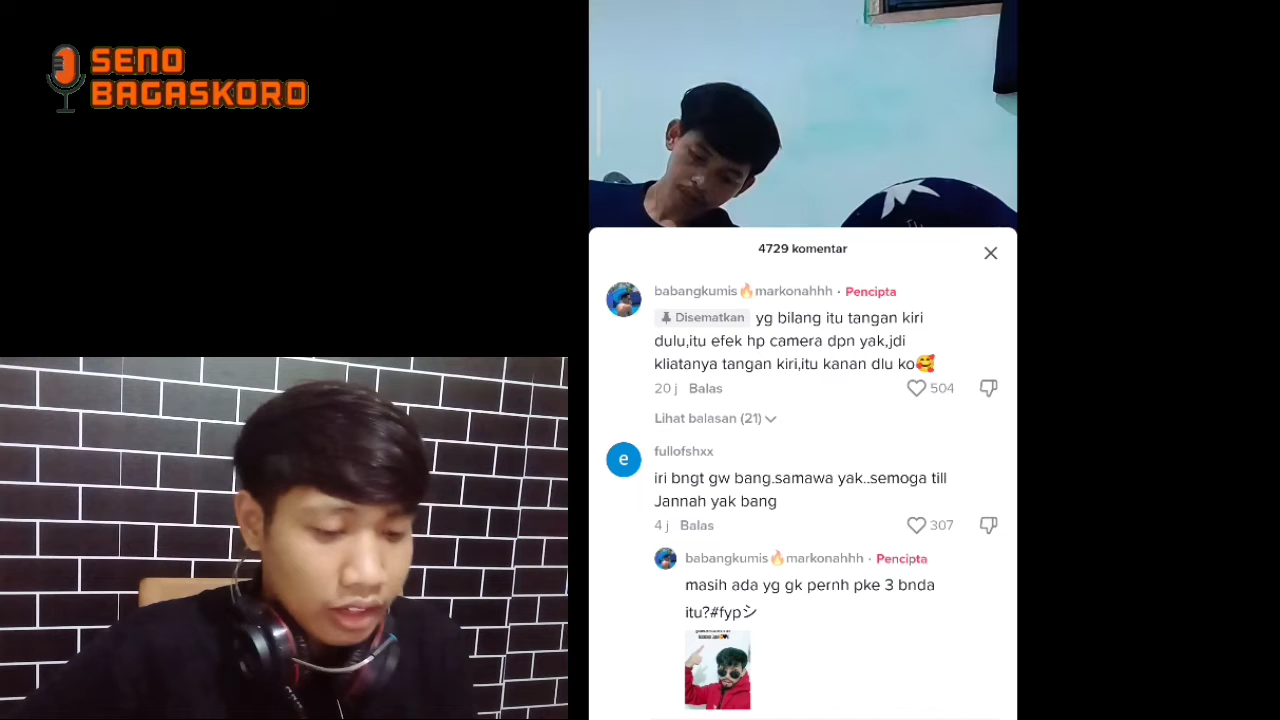 SENO
BAGASKORO
4729 komentar
babangkumis🔥markonahhh · Pencipta
Disematkan yg bilang itu tangan kiri
dulu,itu efek hp camera dpn yak,jdi
kliatanya tangan kiri,itu kanan dlu ko🥰
20 j Balas 504
Lihat balasan (21)
e
fullofshxx
iri bngt gw bang.samawa yak..semoga till
Jannah yak bang
4 j Balas 307
babangkumis🔥markonahhh · Pencipta
masih ada yg gk pernh pke 3 bnda
itu?#fypシ